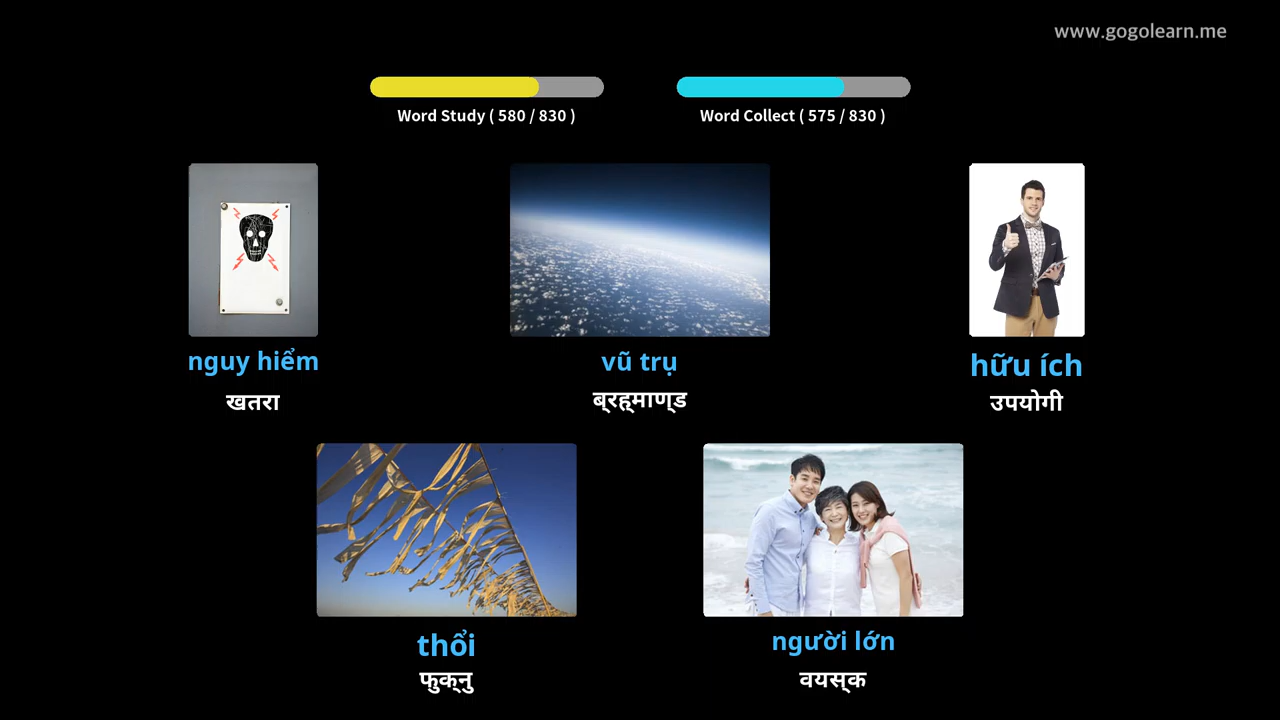 www.gogolearn.me
Word Study ( 580 / 830 )
Word Collect ( 575 / 830 )
nguy hiểm
खतरा
vũ trụ
ब्रह्माण्ड
hữu ích
उपयोगी
thổi
फुक्नु
người lớn
वयस्क